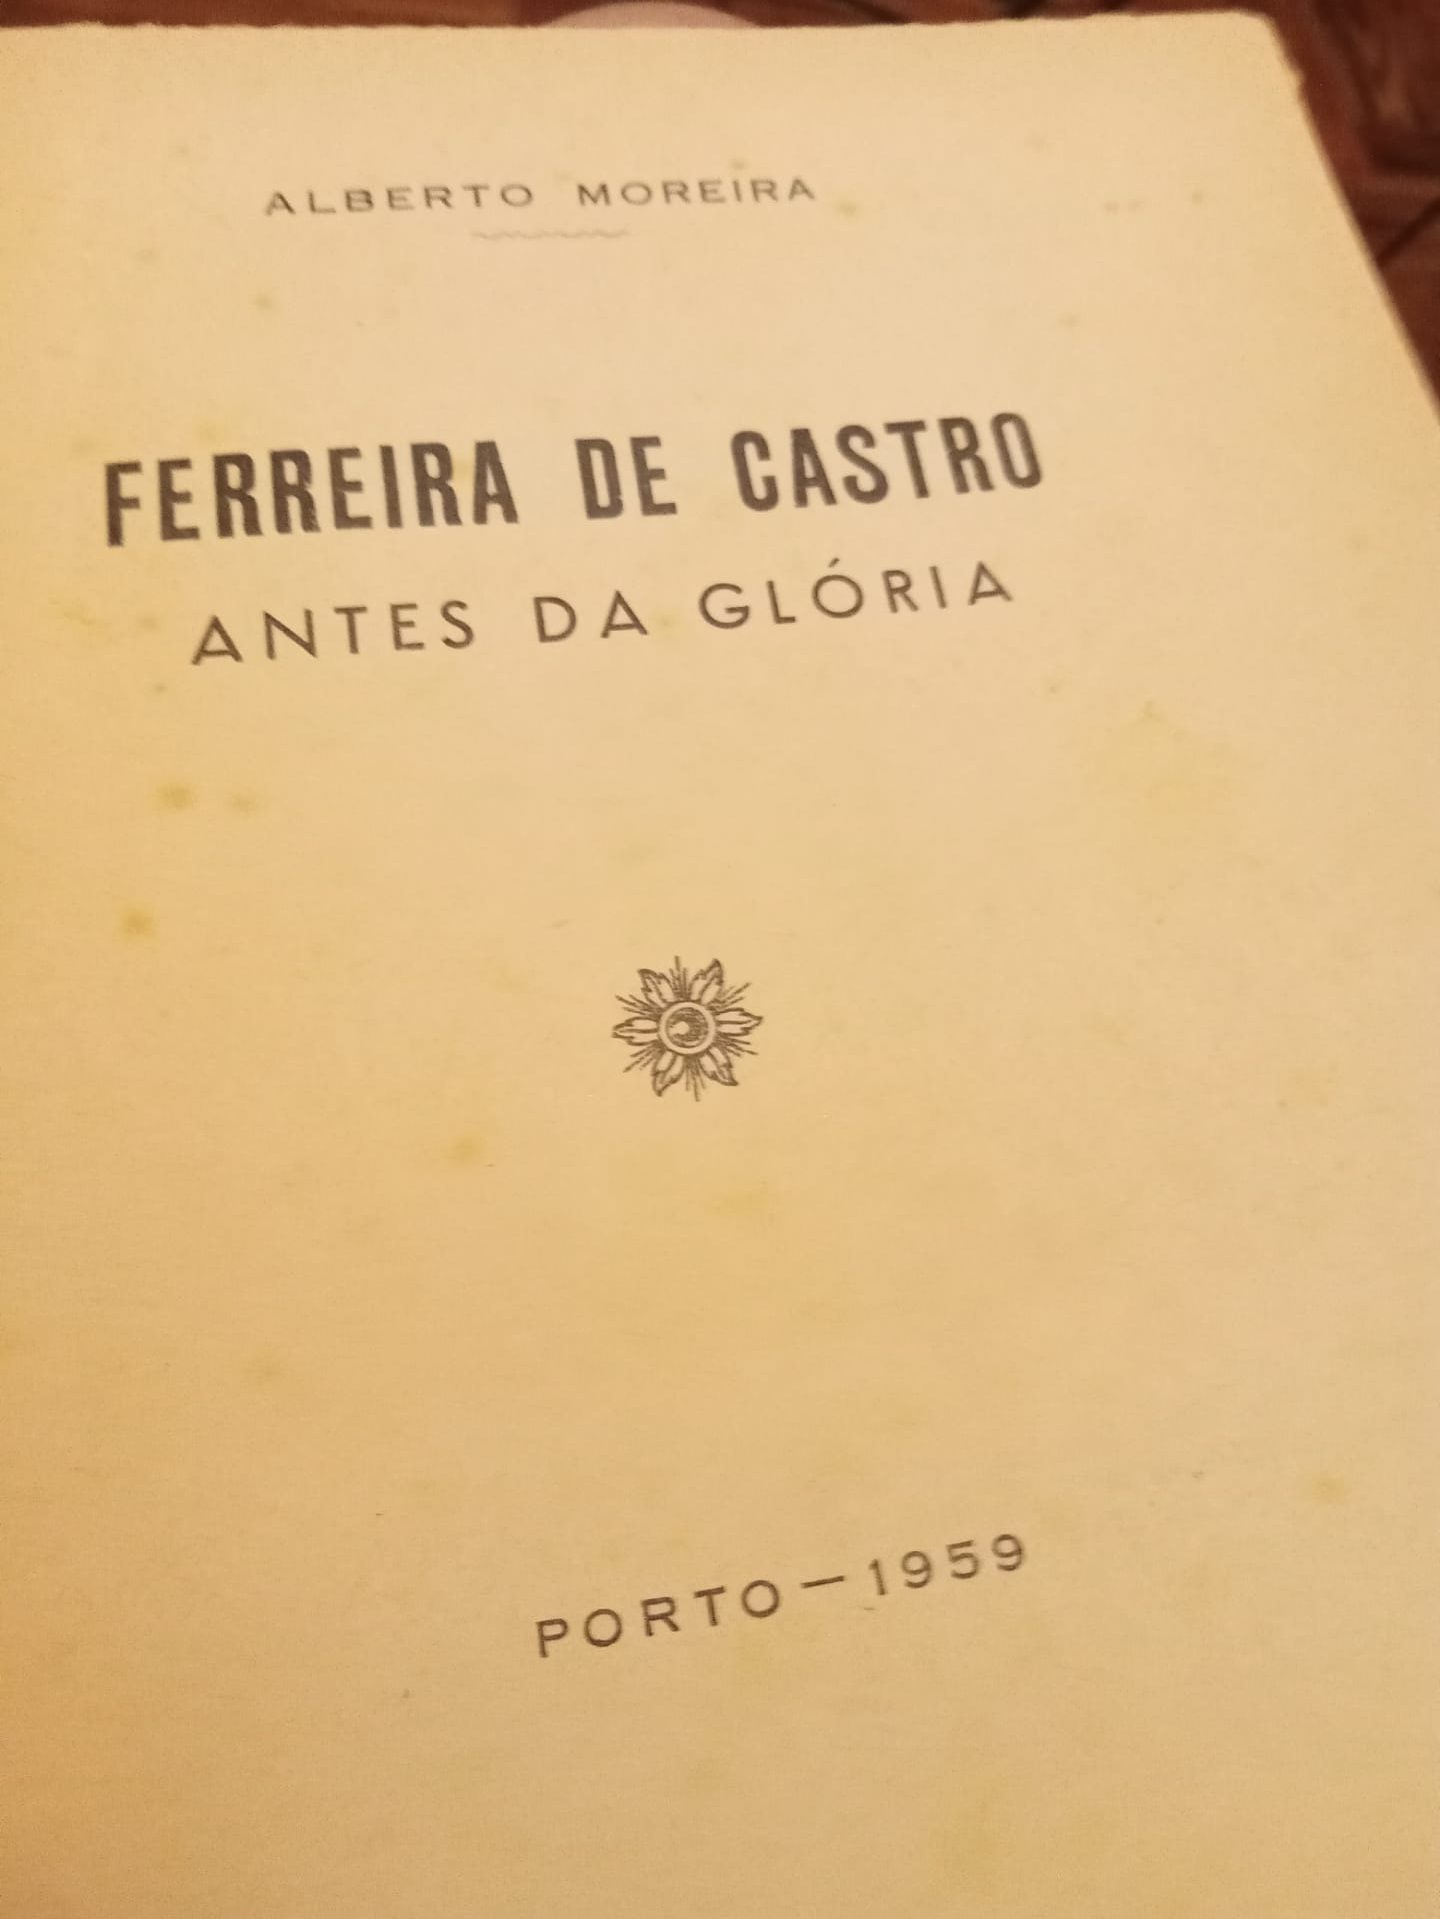 ALBERTO MOREIRA
FERREIRA DE CASTRO
ANTES DA GLÓRIA
PORTO — 1959